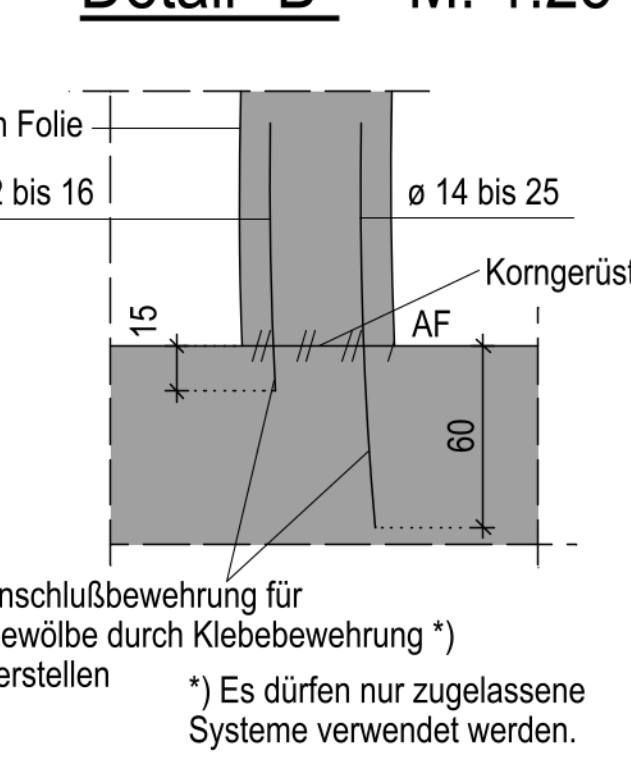 Detail "B" M. 1:25
n Folie
2 bis 16
ø 14 bis 25
Korngerüst
15
AF
60
nschlußbewehrung für
ewölbe durch Klebebewehrung *)
erstellen
*) Es dürfen nur zugelassene
Systeme verwendet werden.